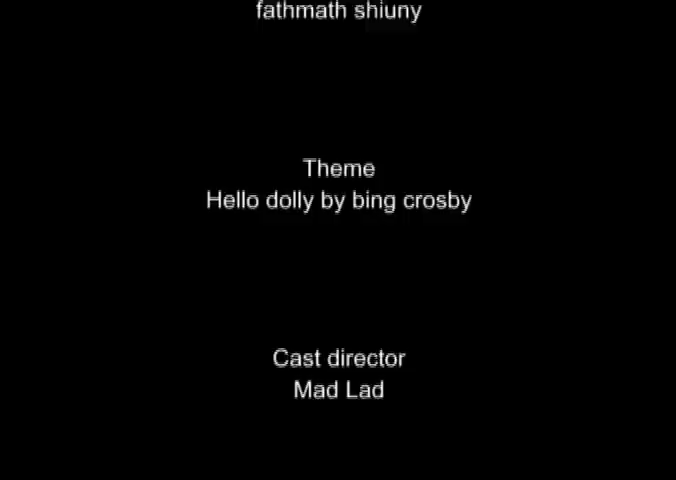 fathmath shiuny
Theme
Hello dolly by bing crosby
Cast director
Mad Lad